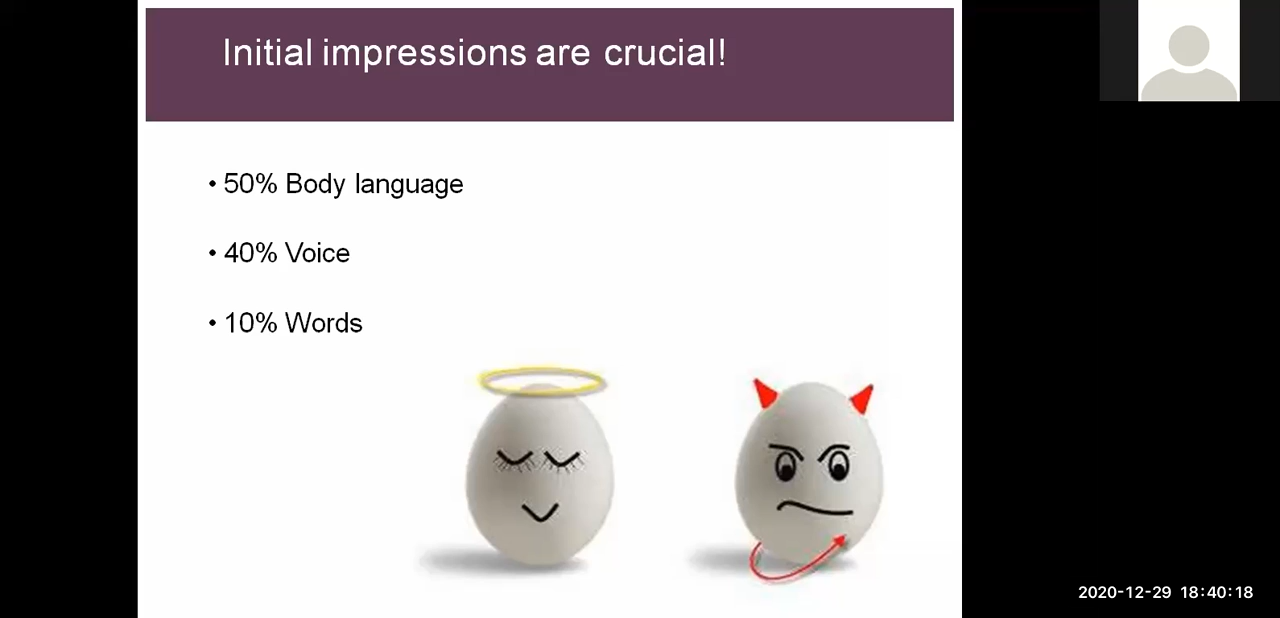 Initial impressions are crucial!
• 50% Body language
• 40% Voice
• 10% Words
2020-12-29 18:40:18